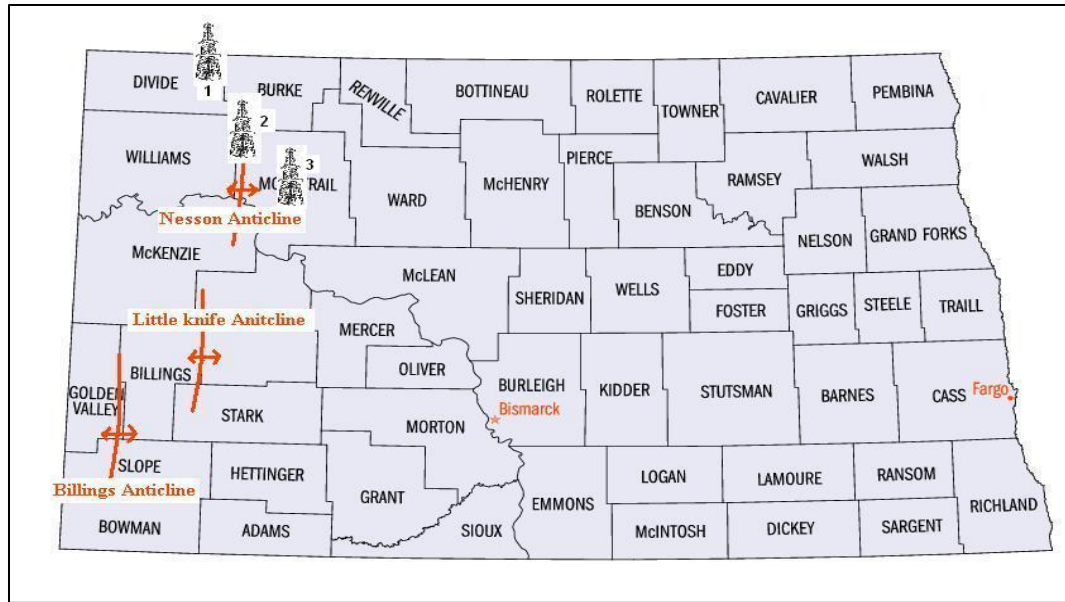 DIVIDE
1
BURKE
RENVILLE
BOTTINEAU
ROLETTE
TOWNER
CAVALIER
PEMBINA
2
WILLIAMS
3
TRAIL
WARD
McHENRY
PIERCE
BENSON
RAMSEY
WALSH
Nesson Anticline
McKENZIE
McLEAN
SHERIDAN
WELLS
EDDY
FOSTER
NELSON
GRAND FORKS
GRIGGS
STEELE
TRAILL
Little knife Anitcline
MERCER
OLIVER
BILLINGS
GOLDEN
VALLEY
STARK
MORTON
BURLEIGH
Bismarck
KIDDER
STUTSMAN
BARNES
CASS
Fargo
SLOPE
Billings Anticline
HETTINGER
GRANT
BOWMAN
ADAMS
SIOUX
EMMONS
LOGAN
McINTOSH
LAMOURE
DICKEY
RANSOM
SARGENT
RICHLAND